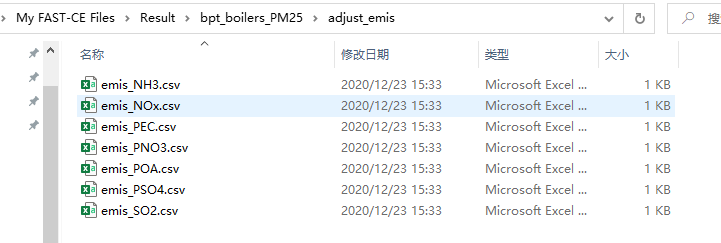 My FAST-CE Files > Result > bpt_boilers_PM25 > adjust_emis 搜
名称 修改日期 类型 大小
emis_NH3.csv 2020/12/23 15:33 Microsoft Excel ... 1 KB
emis_NOx.csv 2020/12/23 15:33 Microsoft Excel ... 1 KB
emis_PEC.csv 2020/12/23 15:33 Microsoft Excel ... 1 KB
emis_PNO3.csv 2020/12/23 15:33 Microsoft Excel ... 1 KB
emis_POA.csv 2020/12/23 15:33 Microsoft Excel ... 1 KB
emis_PSO4.csv 2020/12/23 15:33 Microsoft Excel ... 1 KB
emis_SO2.csv 2020/12/23 15:33 Microsoft Excel ... 1 KB